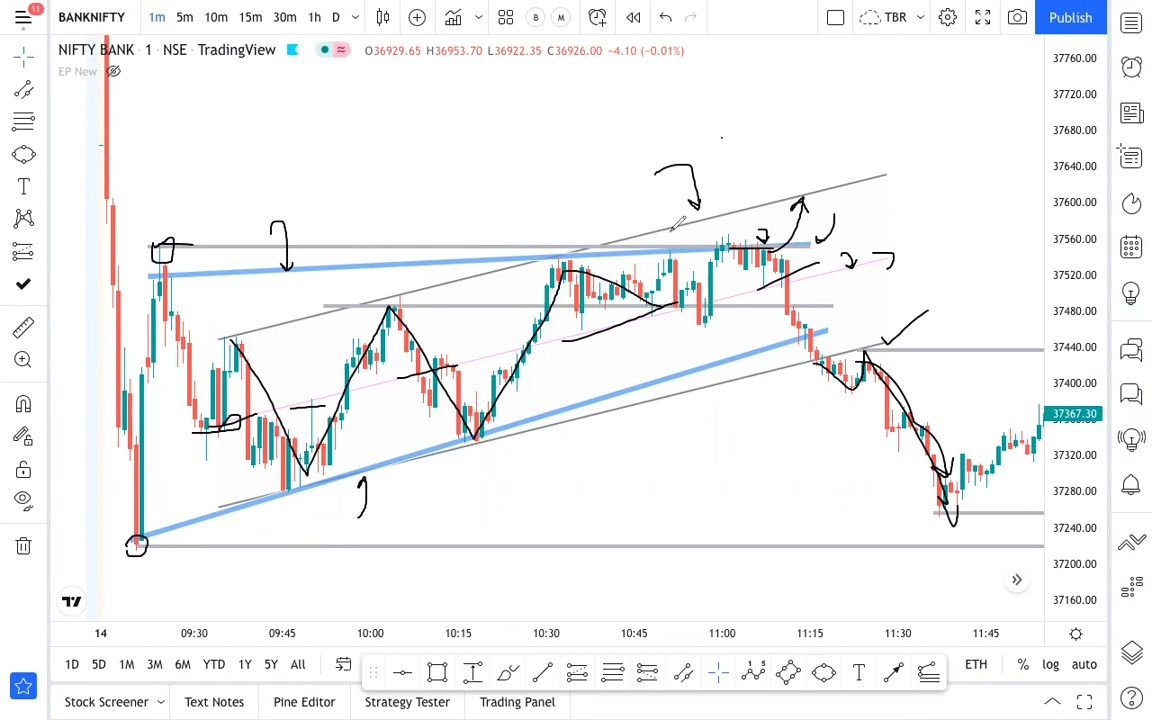 11
BANKNIFTY 1m 5m 10m 15m 30m 1h D B M TBR Publish
NIFTY BANK · 1 · NSE · TradingView O36929.65 H36953.70 L36922.35 C36926.00 −4.10 (−0.01%)
EP New
37760.00
37720.00
37680.00
37640.00
37600.00
37560.00
37520.00
37480.00
37440.00
37400.00
37367.30
37320.00
37280.00
37240.00
37200.00
37160.00
14 09:30 09:45 10:00 10:15 10:30 10:45 11:00 11:15 11:30 11:45
1D 5D 1M 3M 6M YTD 1Y 5Y All ETH % log auto
Stock Screener Text Notes Pine Editor Strategy Tester Trading Panel